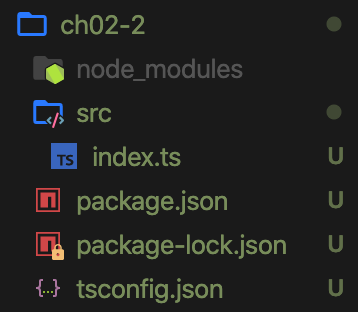 ch02-2
node_modules
src
TS index.ts U
package.json U
package-lock.json U
{..} tsconfig.json U